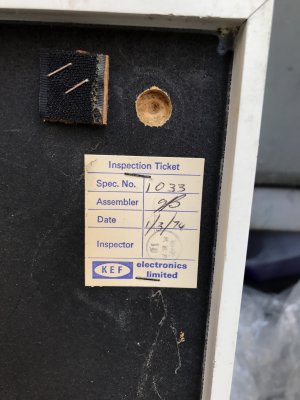 Inspection Ticket
Spec. No. 1033
Assembler
Date 1/3/74
Inspector
KEF electronics
limited